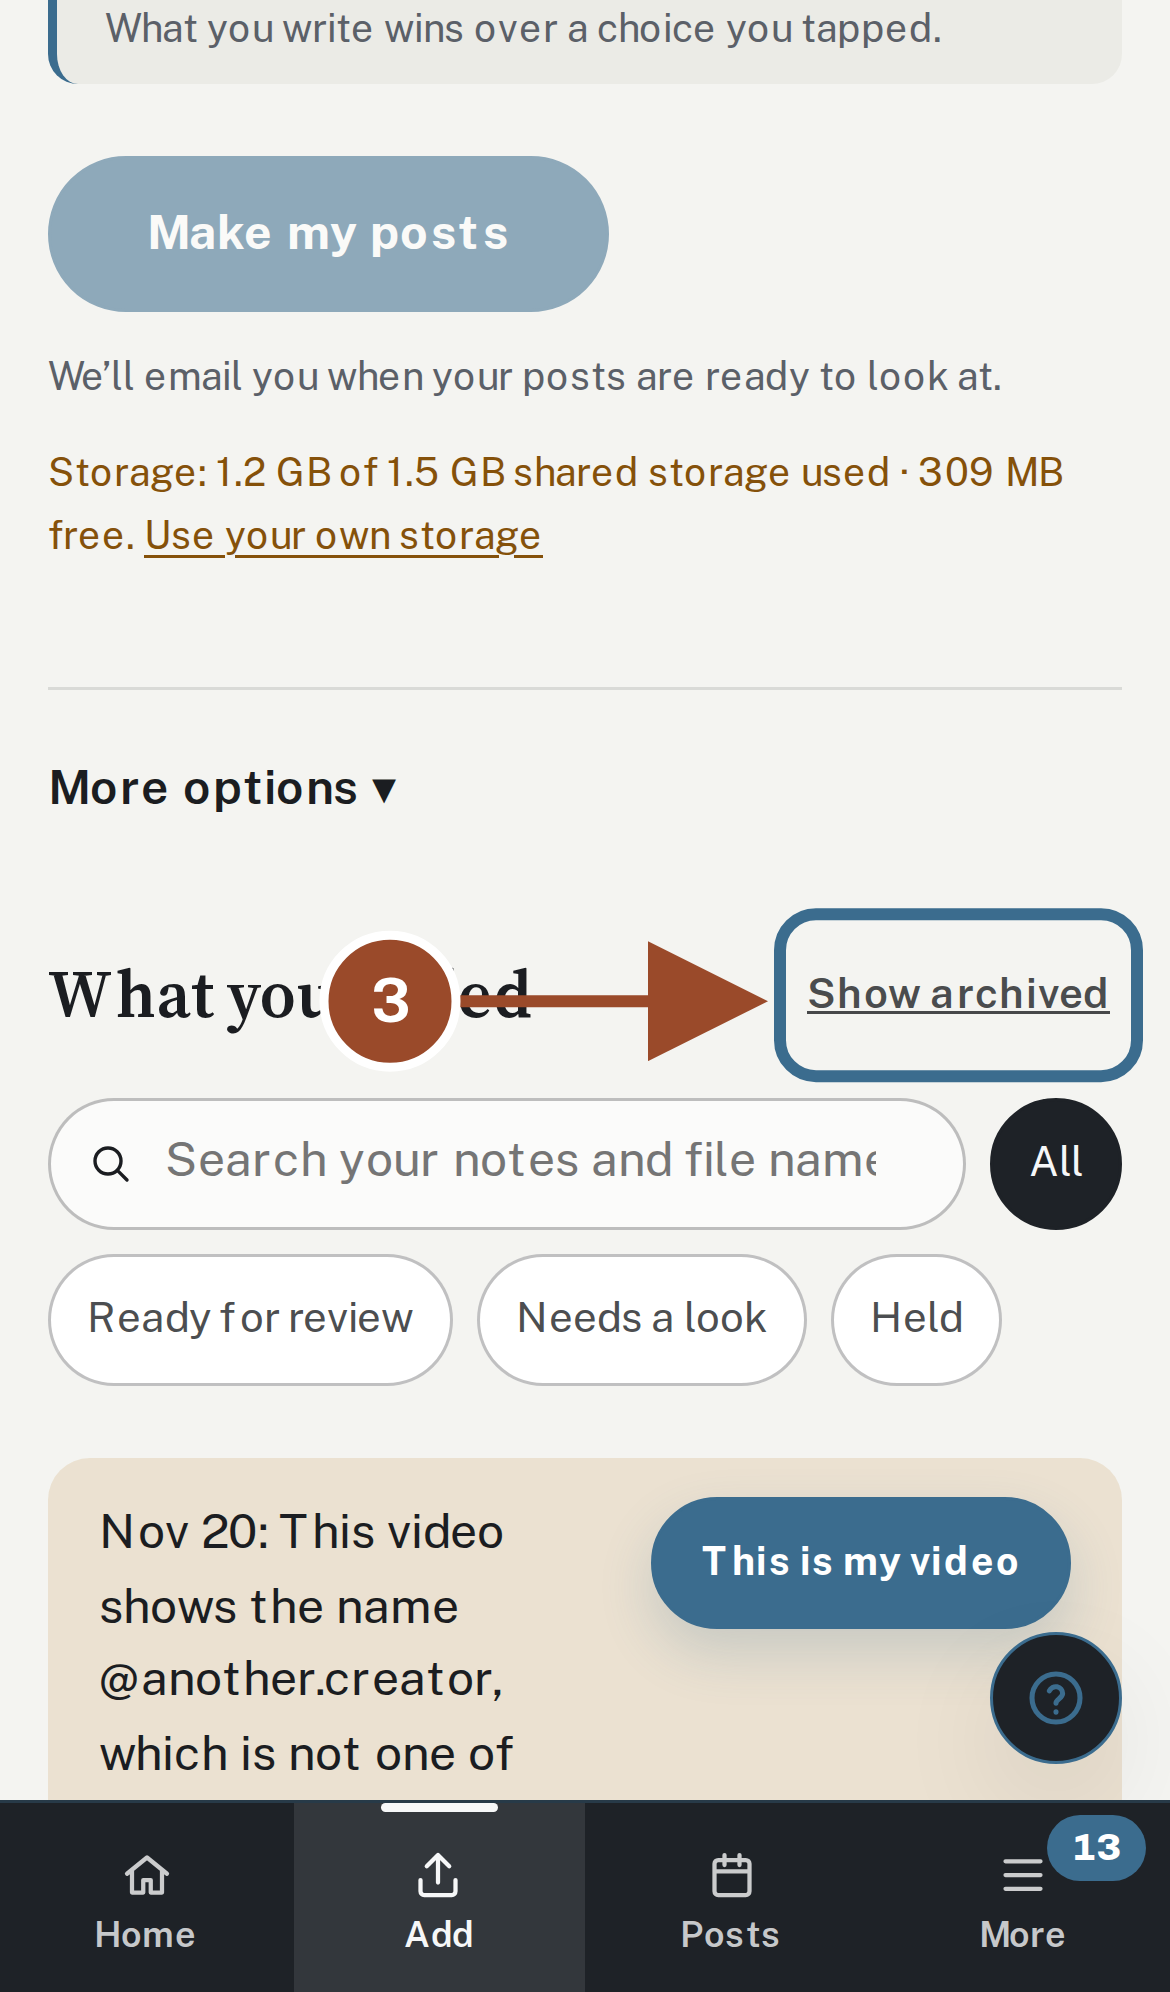 What you write wins over a choice you tapped.
Make my posts
We’ll email you when your posts are ready to look at.
Storage: 1.2 GB of 1.5 GB shared storage used · 309 MB
free. Use your own storage
More options ▾
What you
3
Show archived
Search your notes and file name
All
Ready for review
Needs a look
Held
Nov 20: This video
shows the name
@another.creator,
which is not one of
This is my video
13
Home
Add
Posts
More